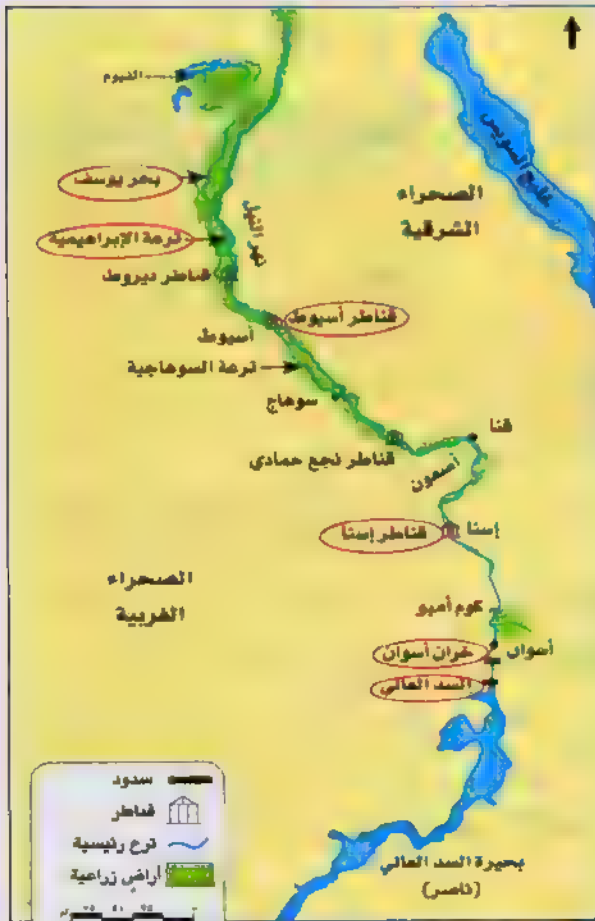 الفيوم
خليج السويس
بحر يوسف
الصحراء
الشرقية
ترعة الإبراهيمية
نهر النيل
قناطر ديروط
قناطر أسيوط
أسيوط
ترعة السوهاجية
سوهاج
قنا
قناطر نجع حمادى
أصفون
إسنا
قناطر إسنا
الصحراء
الغربية
كوم أمبو
أسوان
خزان أسوان
السد العالي
سدود
قناطر
ترع رئيسية
أراضٍ زراعية
بحيرة السد العالي
(ناصر)